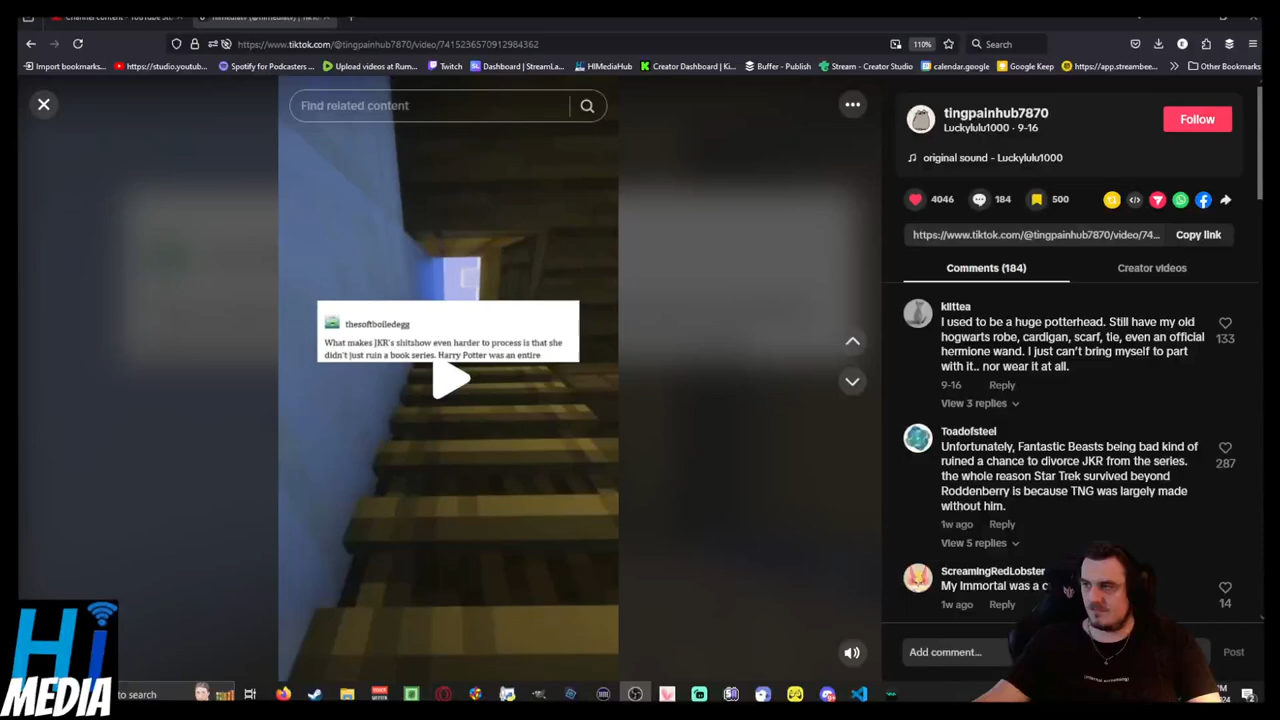 https://www.tiktok.com/@tingpainhub7870/video/7415236570912984362
110%
Search
Import bookmarks...
https://studio.youtub...
Spotify for Podcasters ...
Upload videos at Rum...
Twitch
Dashboard | StreamLa...
HIMediaHub
Creator Dashboard | Ki...
Buffer - Publish
Stream - Creator Studio
calendar.google
Google Keep
https://app.streambee...
Other Bookmarks
Find related content
tingpainhub7870
Luckylulu1000 · 9-16
Follow
original sound - Luckylulu1000
4046
184
500
https://www.tiktok.com/@tingpainhub7870/video/74...
Copy link
Comments (184)
Creator videos
thesoftboiledegg
What makes JKR's shitshow even harder to process is that she
didn't just ruin a book series. Harry Potter was an entire
kittea
I used to be a huge potterhead. Still have my old
hogwarts robe, cardigan, scarf, tie, even an official
hermione wand. I just can't bring myself to part
with it.. nor wear it at all.
133
9-16 Reply
View 3 replies
Toadofsteel
Unfortunately, Fantastic Beasts being bad kind of
ruined a chance to divorce JKR from the series.
the whole reason Star Trek survived beyond
Roddenberry is because TNG was largely made
without him.
287
1w ago Reply
View 5 replies
ScreamingRedLobster
My Immortal was a c
14
1w ago Reply
Add comment...
Post
Hi
MEDIA
to search